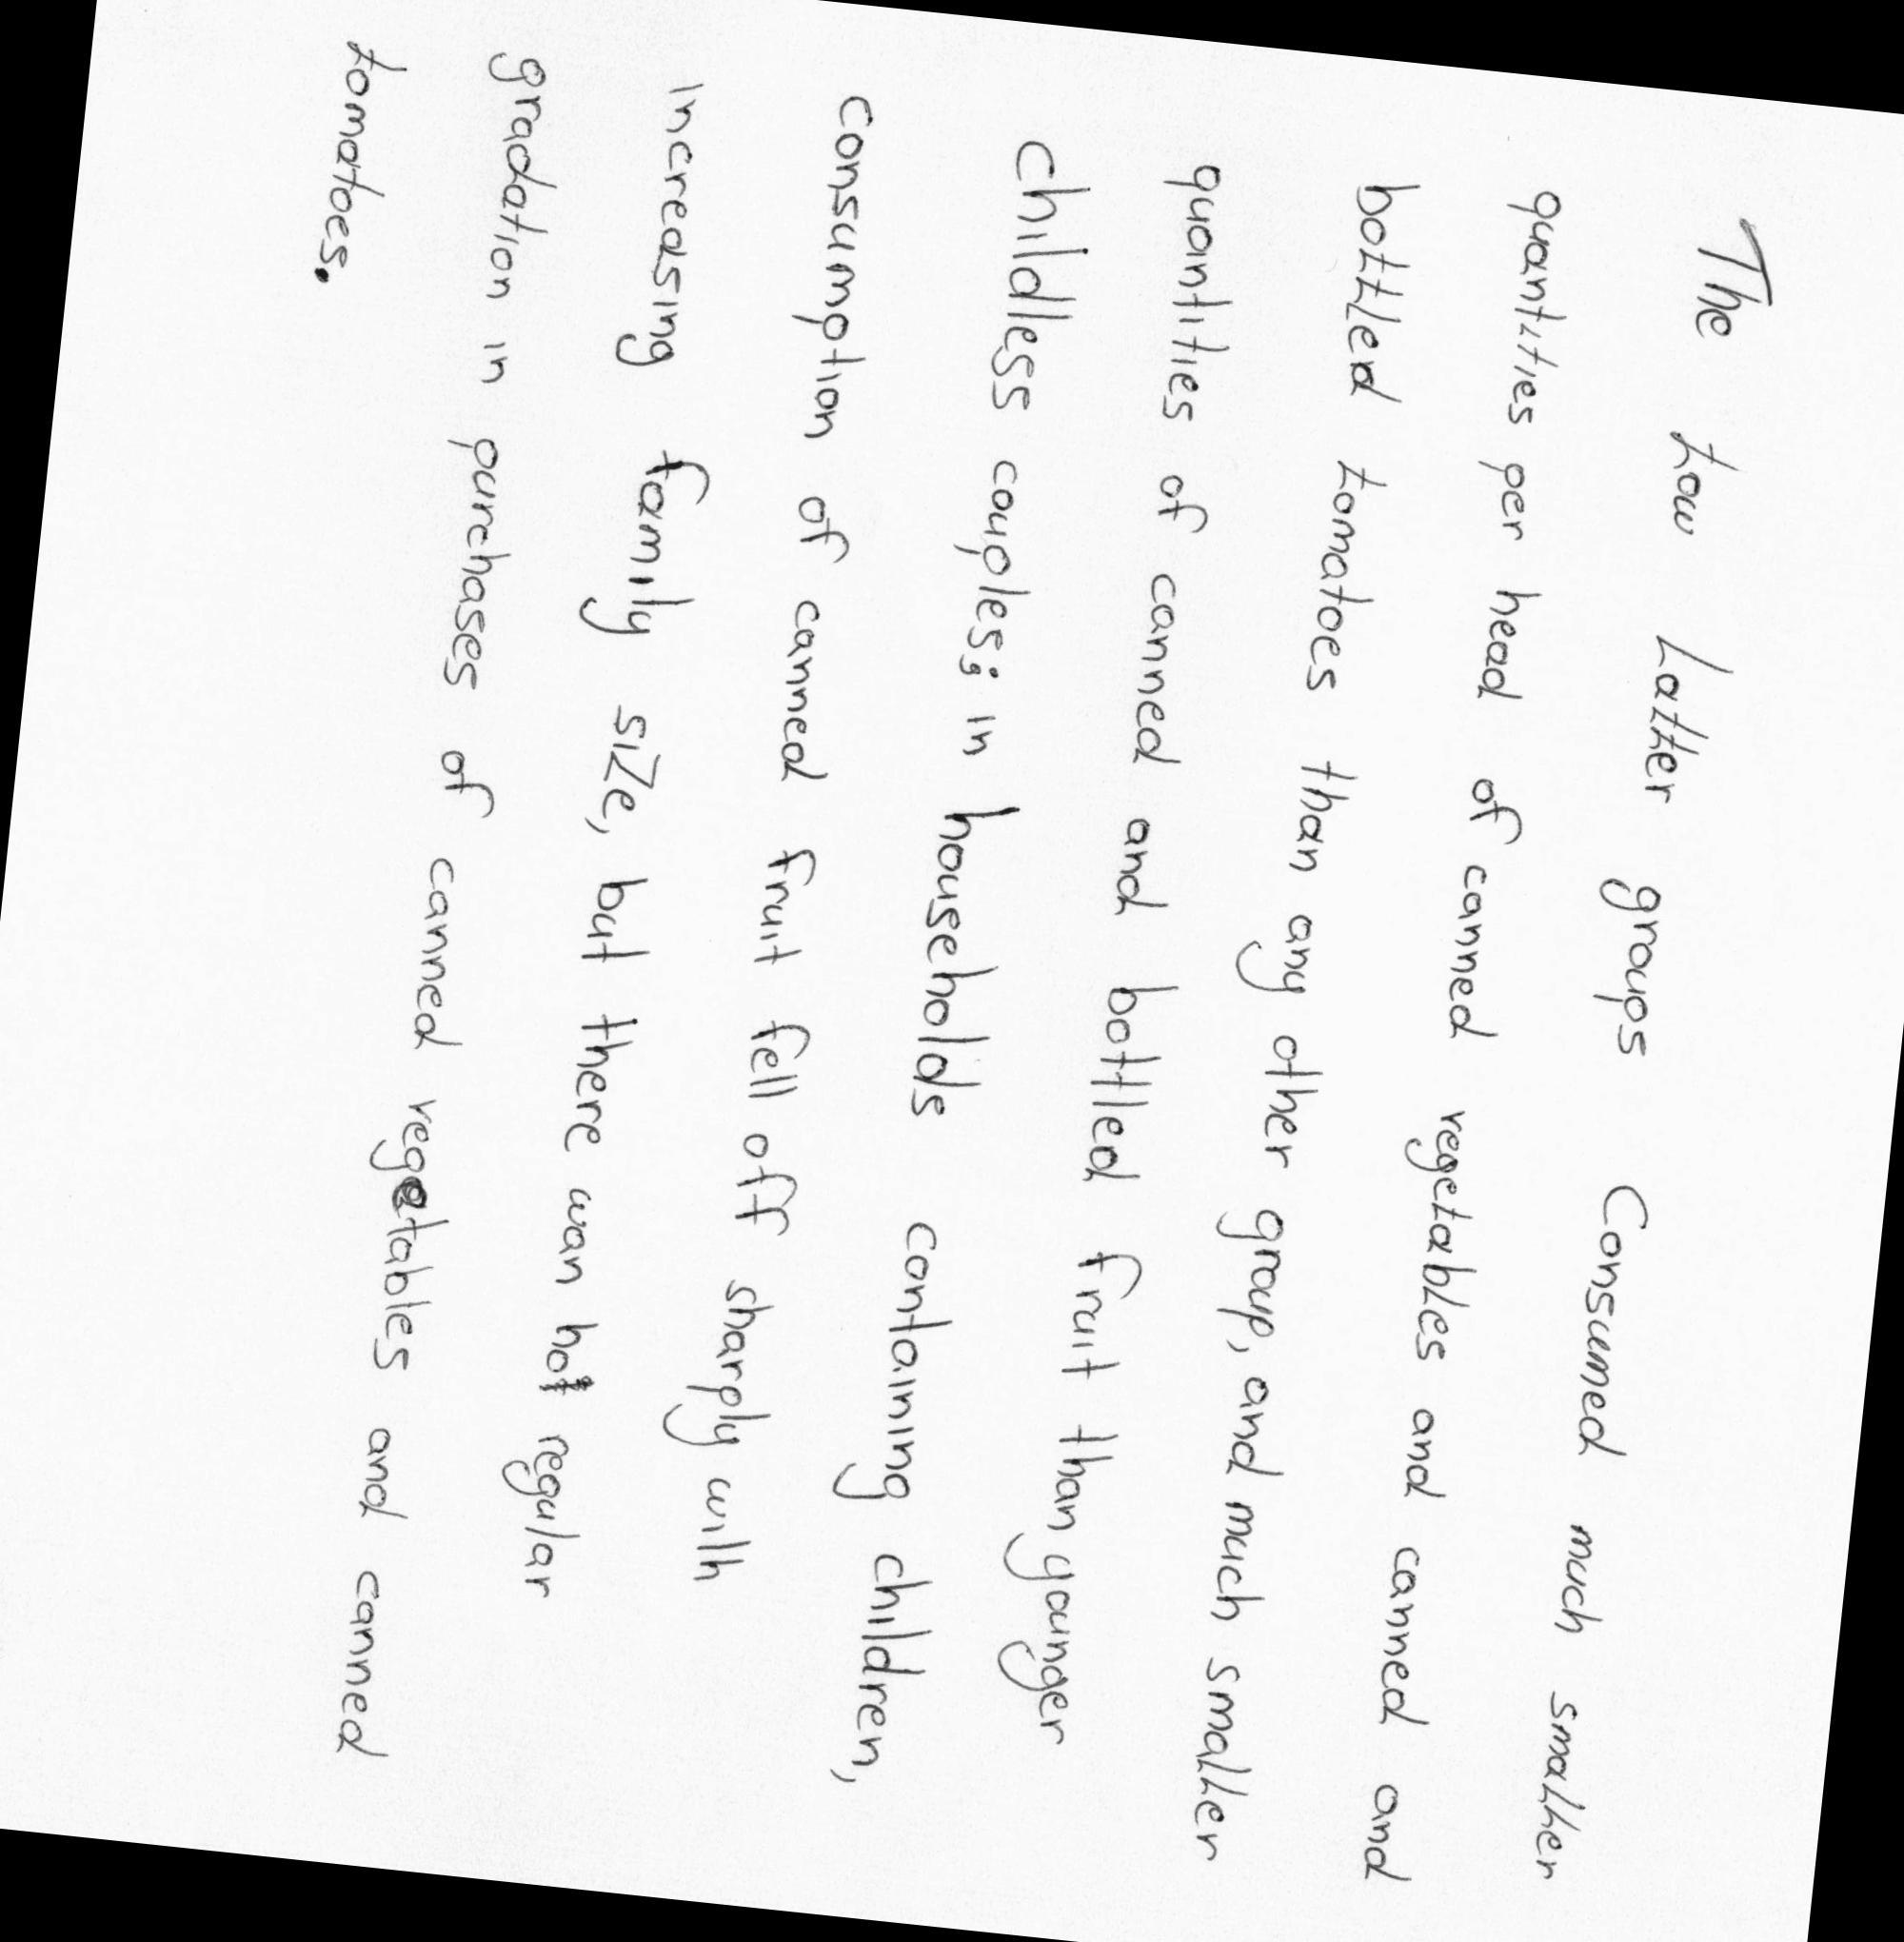 The tow Latter groups Consumed much smaller
quantities per head of canned vegetables and canned and
bottled tomatoes than any other group, and much smaller
quantities of canned and bottled fruit than younger
childless couples; in households containing children,
consumption of canned fruit fell off sharply with
increasing family size, but there wan not regular
gradation in purchases of canned vegetables and canned
tomatoes.